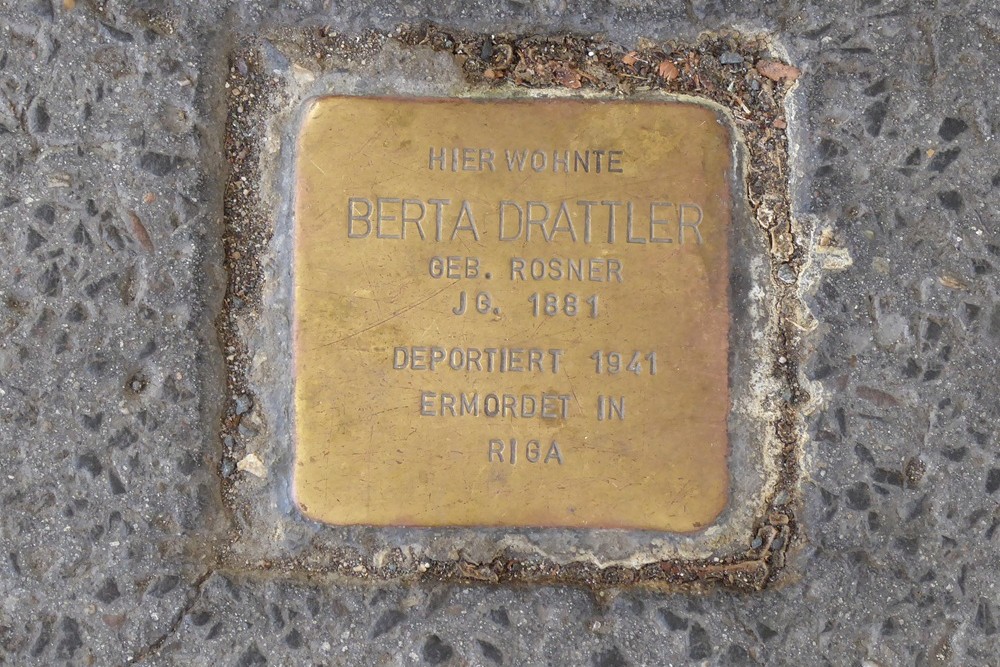 HIER WOHNTE
BERTA DRATTLER
GEB. ROSNER
JG. 1881
DEPORTIERT 1941
ERMORDET IN
RIGA